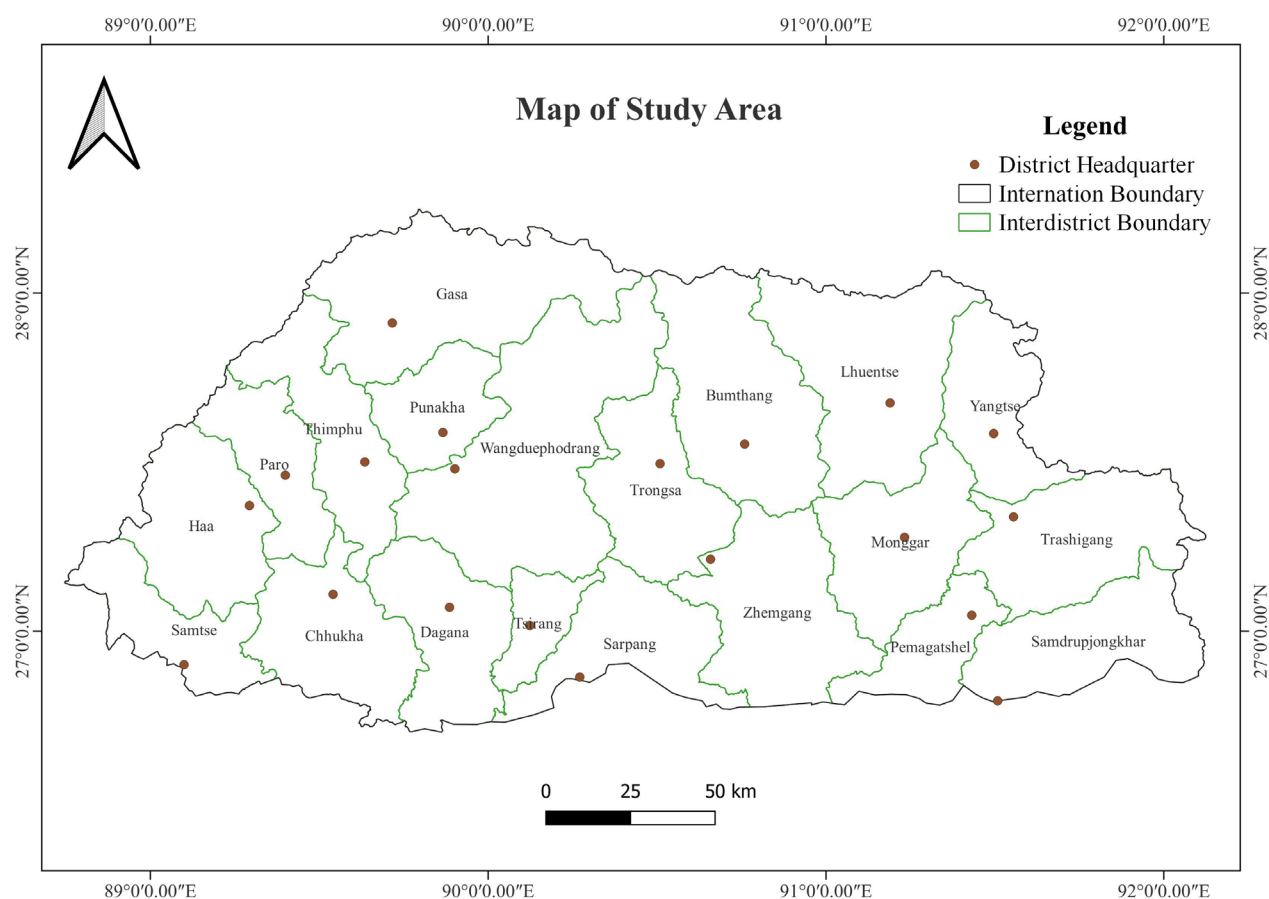 89°0′0.00″E 90°0′0.00″E 91°0′0.00″E 92°0′0.00″E
Map of Study Area
Legend
District Headquarter
Internation Boundary
Interdistrict Boundary
28°0′0.00″N 28°0′0.00″N
Gasa
Lhuentse
Bumthang
Punakha
Yangtse
Thimphu
Wangduephodrang
Paro
Trongsa
Haa
Monggar
Trashigang
Zhemgang
Tsirang
27°0′0.00″N 27°0′0.00″N
Samtse
Chhukha
Dagana
Sarpang
Pemagatshel
Samdrupjongkhar
0 25 50 km
89°0′0.00″E 90°0′0.00″E 91°0′0.00″E 92°0′0.00″E